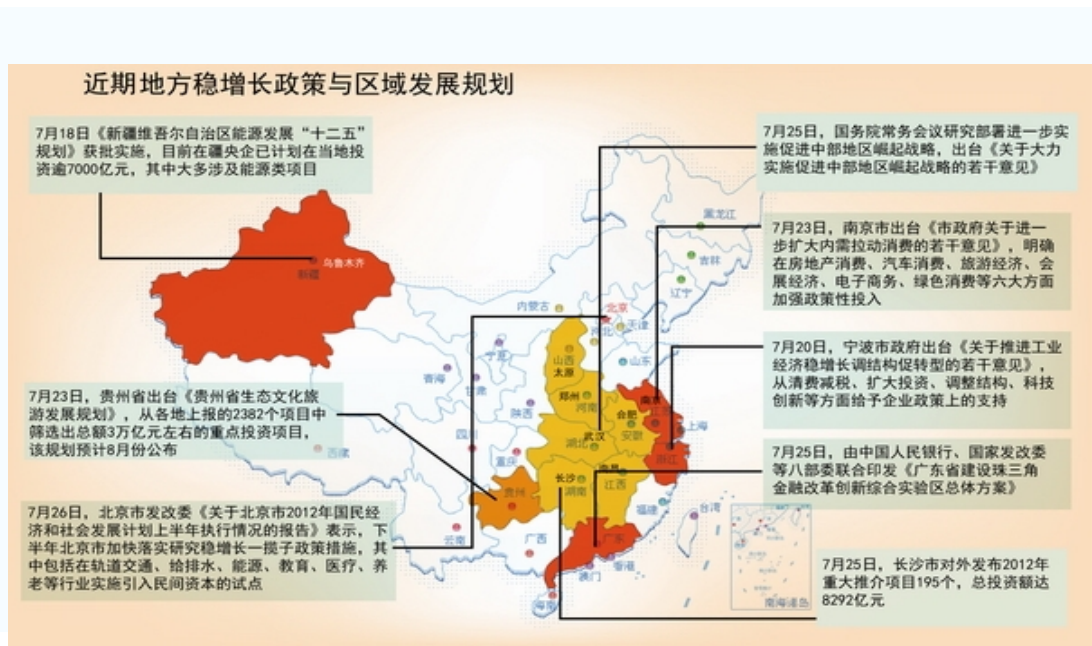 近期地方稳增长政策与区域发展规划
7月18日《新疆维吾尔自治区能源发展“十二五”
规划》获批实施，目前在疆央企已计划在当地投
资逾7000亿元，其中大多涉及能源类项目
7月25日，国务院常务会议研究部署进一步实
施促进中部地区崛起战略，出台《关于大力
实施促进中部地区崛起战略的若干意见》
7月23日，南京市出台《市政府关于进一
步扩大内需拉动消费的若干意见》，明确
在房地产消费、汽车消费、旅游经济、会
展经济、电子商务、绿色消费等六大方面
加强政策性投入
7月20日，宁波市政府出台《关于推进工业
经济稳增长调结构促转型的若干意见》，
从清费减税、扩大投资、调整结构、科技
创新等方面给予企业政策上的支持
7月23日，贵州省出台《贵州省生态文化旅
游发展规划》，从各地上报的2382个项目中
筛选出总额3万亿元左右的重点投资项目，
该规划预计8月份公布
7月25日，由中国人民银行、国家发改委
等八部委联合印发《广东省建设珠三角
金融改革创新综合实验区总体方案》
7月26日，北京市发改委《关于北京市2012年国民经
济和社会发展计划上半年执行情况的报告》表示，下
半年北京市加快落实研究稳增长一揽子政策措施，其
中包括在轨道交通、给排水、能源、教育、医疗、养
老等行业实施引入民间资本的试点
7月25日，长沙市对外发布2012年
重大推介项目195个，总投资额达
8292亿元
黑龙江
吉林
辽宁
乌鲁木齐
新疆
内蒙古
北京
天津
河北
山西
太原
山东
宁夏
青海
甘肃
陕西
郑州
河南
南京
合肥
安徽
上海
西藏
四川
重庆
湖北
武汉
浙江
长沙
湖南
南昌
江西
贵州
福建
台湾
云南
广西
广东
香港
澳门
海南
南海诸岛